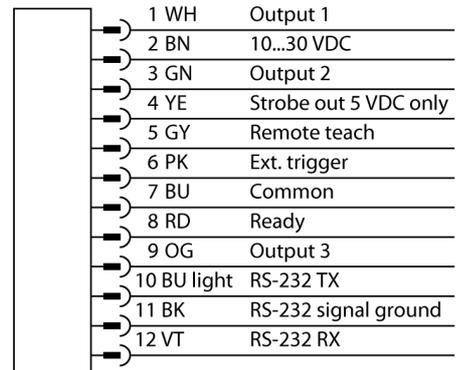 1 WH Output 1
2 BN 10...30 VDC
3 GN Output 2
4 YE Strobe out 5 VDC only
5 GY Remote teach
6 PK Ext. trigger
7 BU Common
8 RD Ready
9 OG Output 3
10 BU light RS-232 TX
11 BK RS-232 signal ground
12 VT RS-232 RX